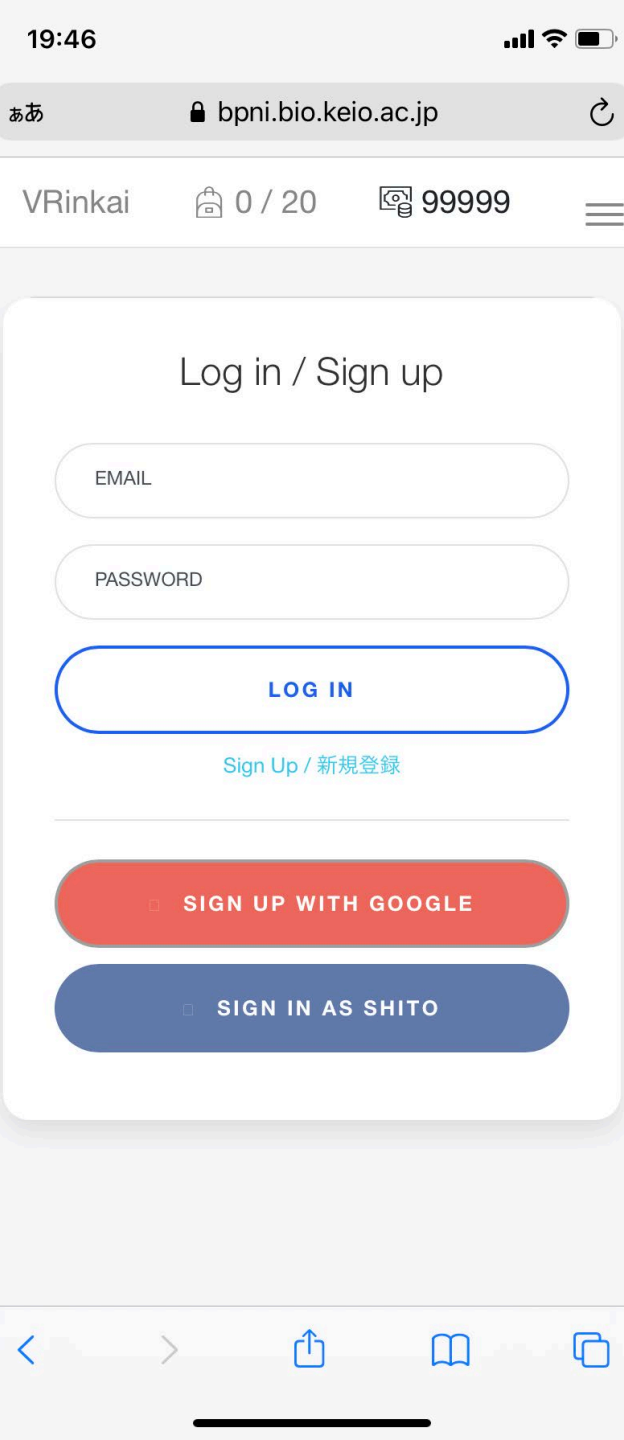 19:46
ぁあ bpni.bio.keio.ac.jp
VRinkai 0 / 20 99999
Log in / Sign up
EMAIL
PASSWORD
LOG IN
Sign Up / 新規登録
SIGN UP WITH GOOGLE
SIGN IN AS SHITO